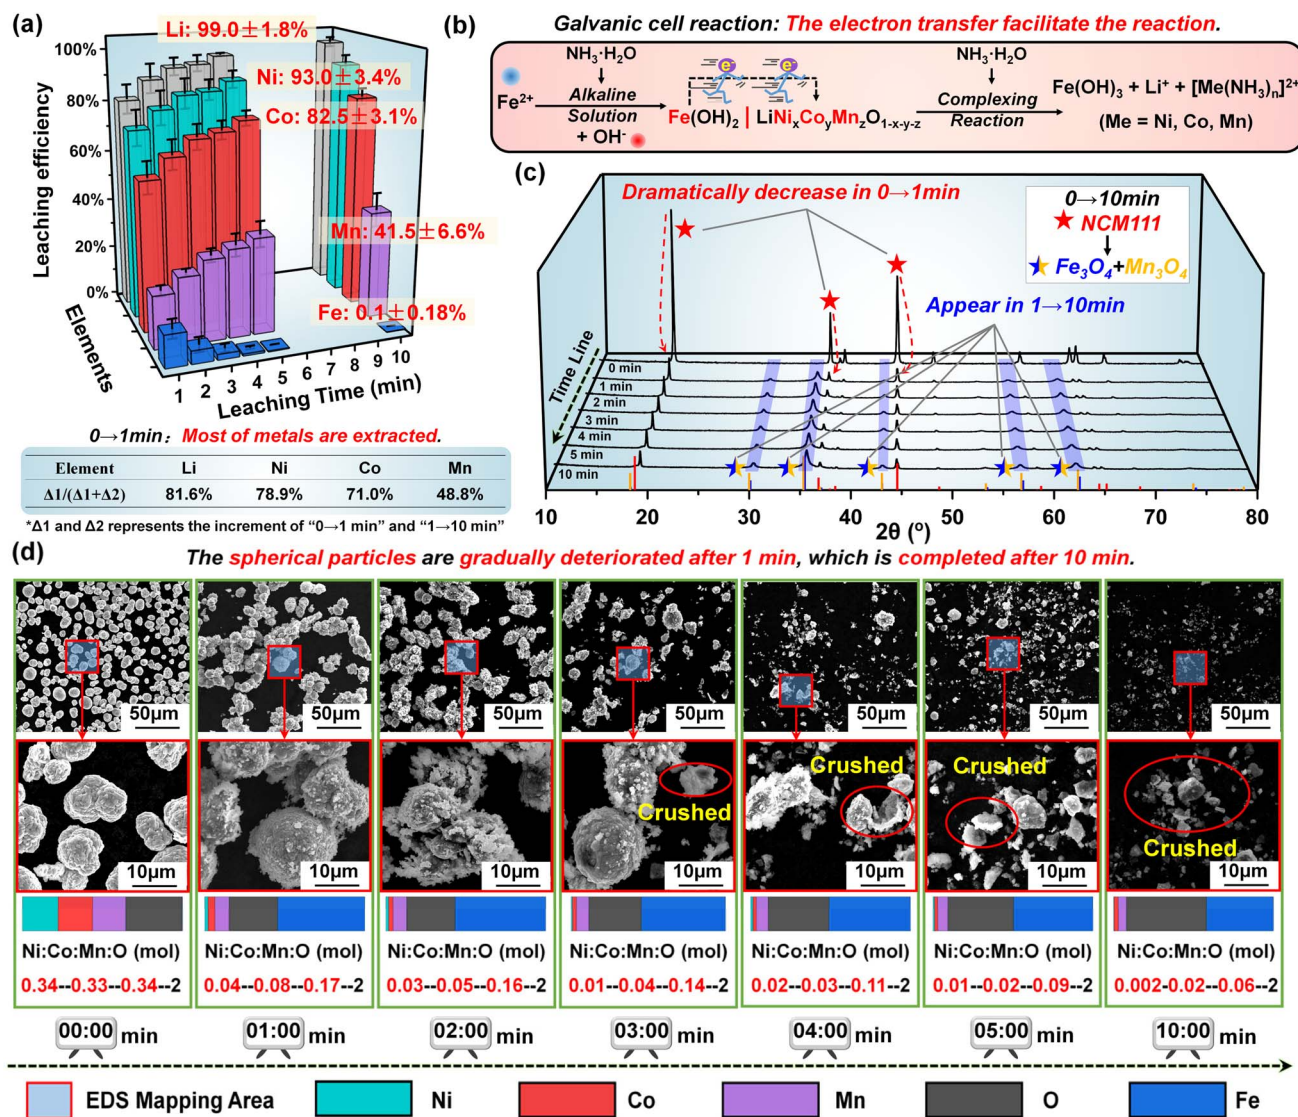 (a)
Leaching efficiency
100%
80%
60%
40%
20%
0%
Li: 99.0±1.8%
Ni: 93.0±3.4%
Co: 82.5±3.1%
Mn: 41.5±6.6%
Fe: 0.1±0.18%
Elements
1 2 3 4 5 6 7 8 9 10
Leaching Time (min)
0→1min: Most of metals are extracted.
Element Li Ni Co Mn
Δ1/(Δ1+Δ2) 81.6% 78.9% 71.0% 48.8%
*Δ1 and Δ2 represents the increment of “0→1 min” and “1→10 min”
(b)
Galvanic cell reaction: The electron transfer facilitate the reaction.
Fe²⁺
NH₃·H₂O
Alkaline
Solution
+ OH⁻
e⁻ e⁻
Fe(OH)₂ | LiNiₓCoᵧMn_zO₁₋ₓ₋ᵧ₋_z
NH₃·H₂O
Complexing
Reaction
Fe(OH)₃ + Li⁺ + [Me(NH₃)ₙ]²⁺
(Me = Ni, Co, Mn)
(c)
Dramatically decrease in 0→1min
0→10min
NCM111
Fe₃O₄+Mn₃O₄
Appear in 1→10min
Time Line
0 min
1 min
2 min
3 min
4 min
5 min
10 min
10 20 30 40 50 60 70 80
2θ (°)
(d)
The spherical particles are gradually deteriorated after 1 min, which is completed after 10 min.
50μm 50μm 50μm 50μm 50μm 50μm 50μm
Crushed Crushed Crushed Crushed
10μm 10μm 10μm 10μm 10μm 10μm 10μm
Ni:Co:Mn:O (mol) Ni:Co:Mn:O (mol) Ni:Co:Mn:O (mol) Ni:Co:Mn:O (mol) Ni:Co:Mn:O (mol) Ni:Co:Mn:O (mol) Ni:Co:Mn:O (mol)
0.34--0.33--0.34--2 0.04--0.08--0.17--2 0.03--0.05--0.16--2 0.01--0.04--0.14--2 0.02--0.03--0.11--2 0.01--0.02--0.09--2 0.002-0.02--0.06--2
00:00 min 01:00 min 02:00 min 03:00 min 04:00 min 05:00 min 10:00 min
EDS Mapping Area Ni Co Mn O Fe